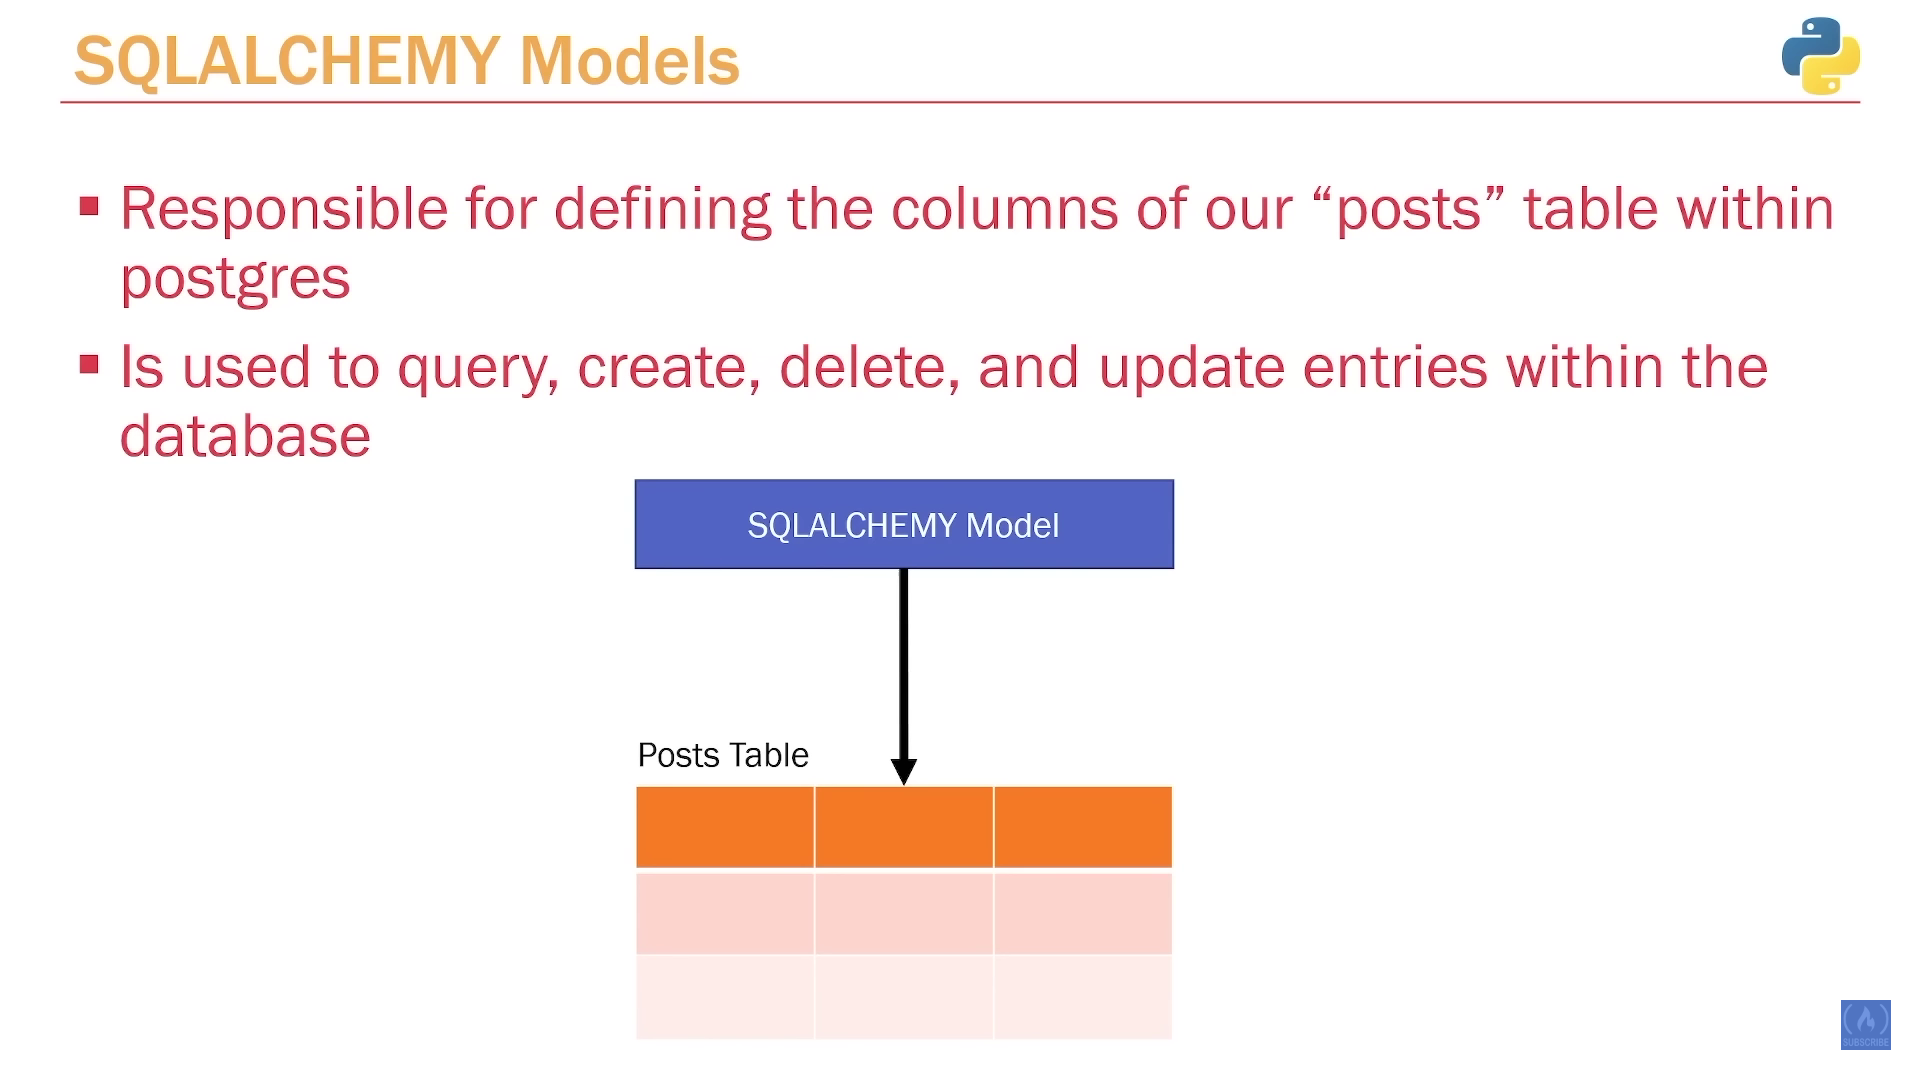 SQLALCHEMY Models
▪ Responsible for defining the columns of our “posts” table within
postgres
▪ Is used to query, create, delete, and update entries within the
database
SQLALCHEMY Model
Posts Table
SUBSCRIBE